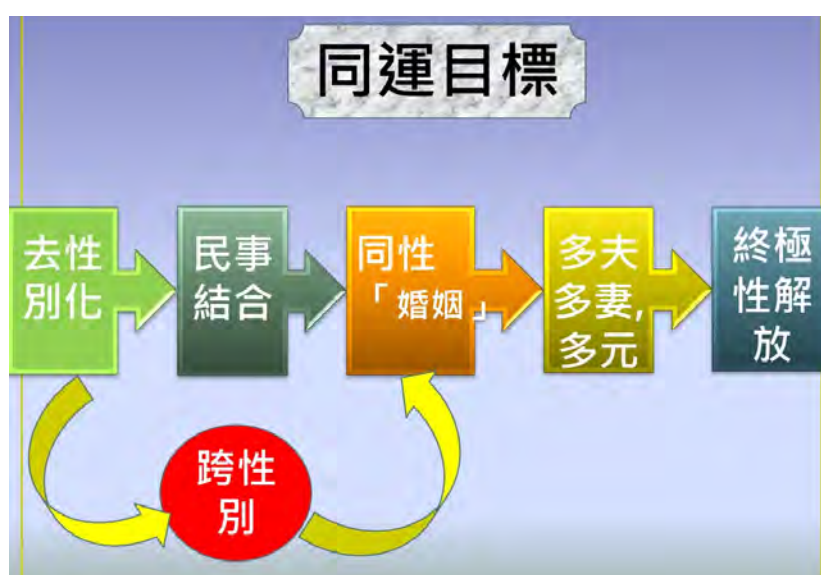 同運目標
去性
別化
民事
結合
同性
「婚姻」
多夫
多妻,
多元
終極
性解
放
跨性
別